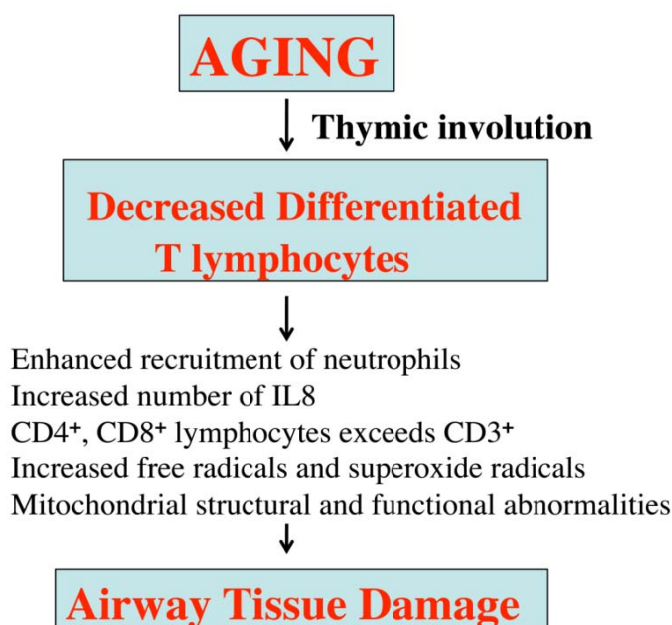 AGING
Thymic involution
Decreased Differentiated
T lymphocytes
Enhanced recruitment of neutrophils
Increased number of IL8
CD4⁺, CD8⁺ lymphocytes exceeds CD3⁺
Increased free radicals and superoxide radicals
Mitochondrial structural and functional abnormalities
Airway Tissue Damage